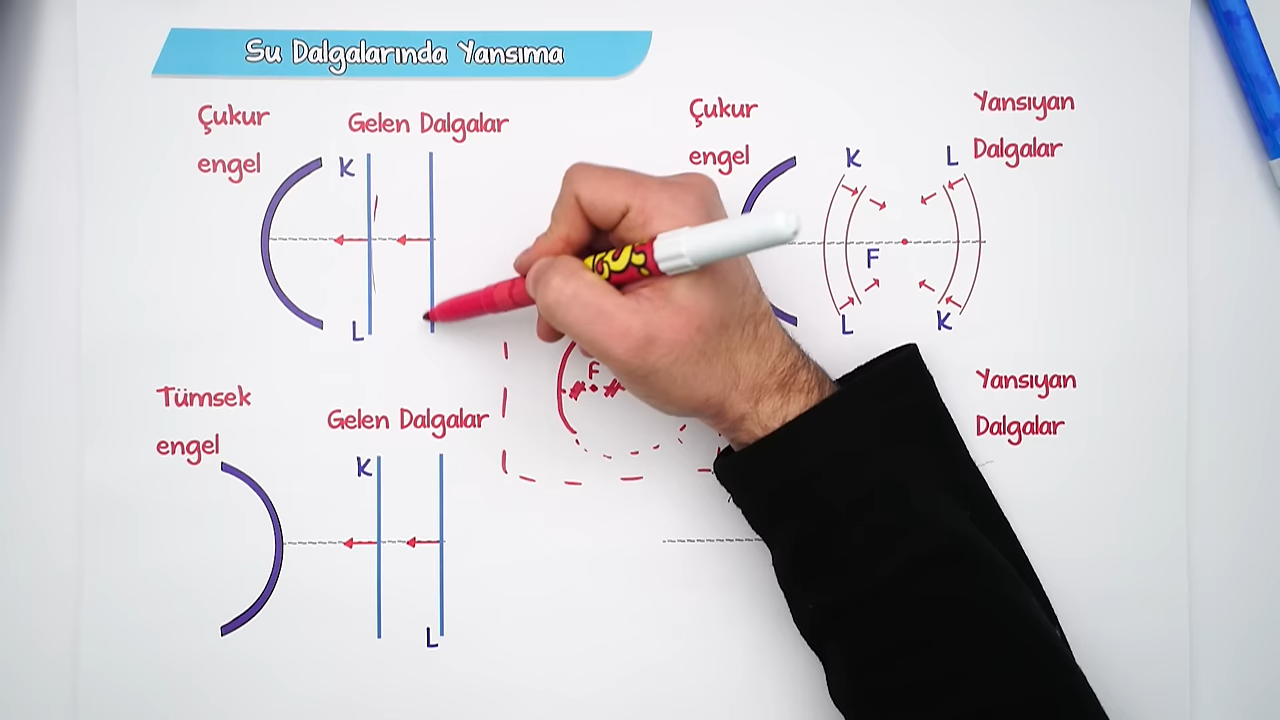 Su Dalgalarında Yansıma
Çukur
engel
Gelen Dalgalar
K
L
Çukur
engel
Yansıyan
Dalgalar
K
L
F
L
K
F
Tümsek
engel
Gelen Dalgalar
K
L
Yansıyan
Dalgalar